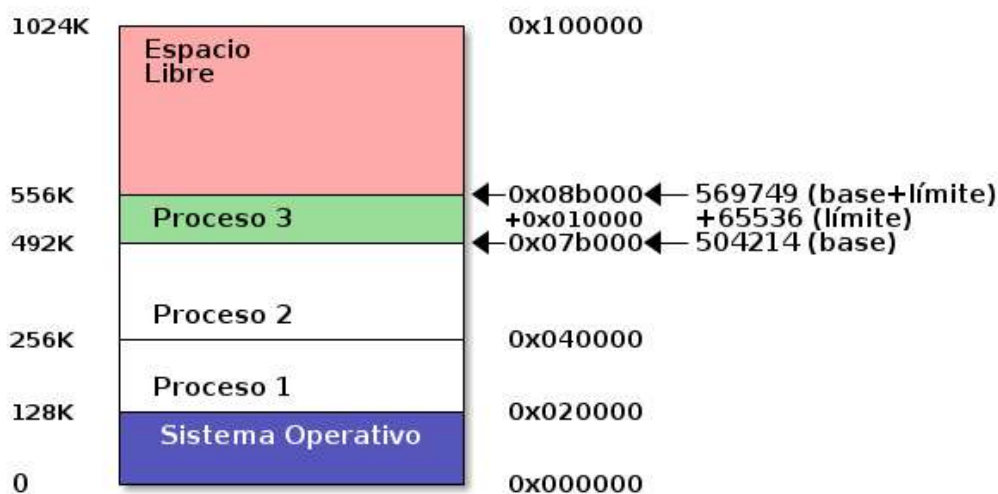 1024K
0x100000
Espacio
Libre
556K
0x08b000
569749 (base+límite)
Proceso 3
+0x010000
+65536 (límite)
492K
0x07b000
504214 (base)
Proceso 2
256K
0x040000
Proceso 1
128K
0x020000
Sistema Operativo
0
0x000000